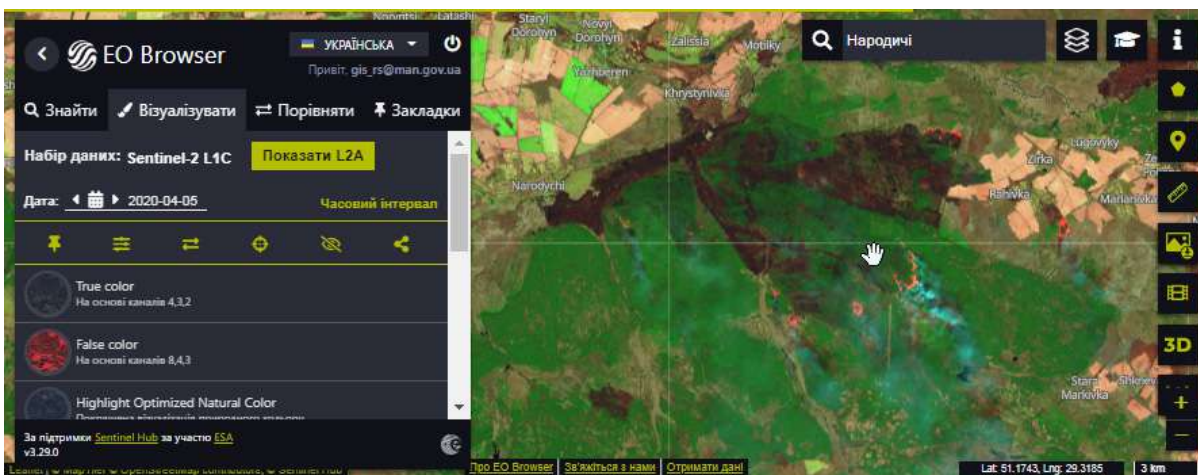 Novyntsi
Latash
Staryi
Dorohyn
Novyi
Dorohyn
Zalissia
Motilky
Khrystynivka
Narodychi
Lugovyky
Zirka
Rahivka
Marianivka
Stara
Markivka
EO Browser
УКРАЇНСЬКА
Привіт, gis_rs@man.gov.ua
Знайти Візуалізувати Порівняти Закладки
Набір даних: Sentinel-2 L1C Показати L2A
Дата: 2020-04-05 Часовий інтервал
True color
На основі каналів 4,3,2
False color
На основі каналів 8,4,3
Highlight Optimized Natural Color
За підтримки Sentinel Hub за участю ESA
v3.29.0
Народичі
3D
Про EO Browser Зв'яжіться з нами Отримати дані
Lat: 51.1743, Lng: 29.3185 3 km